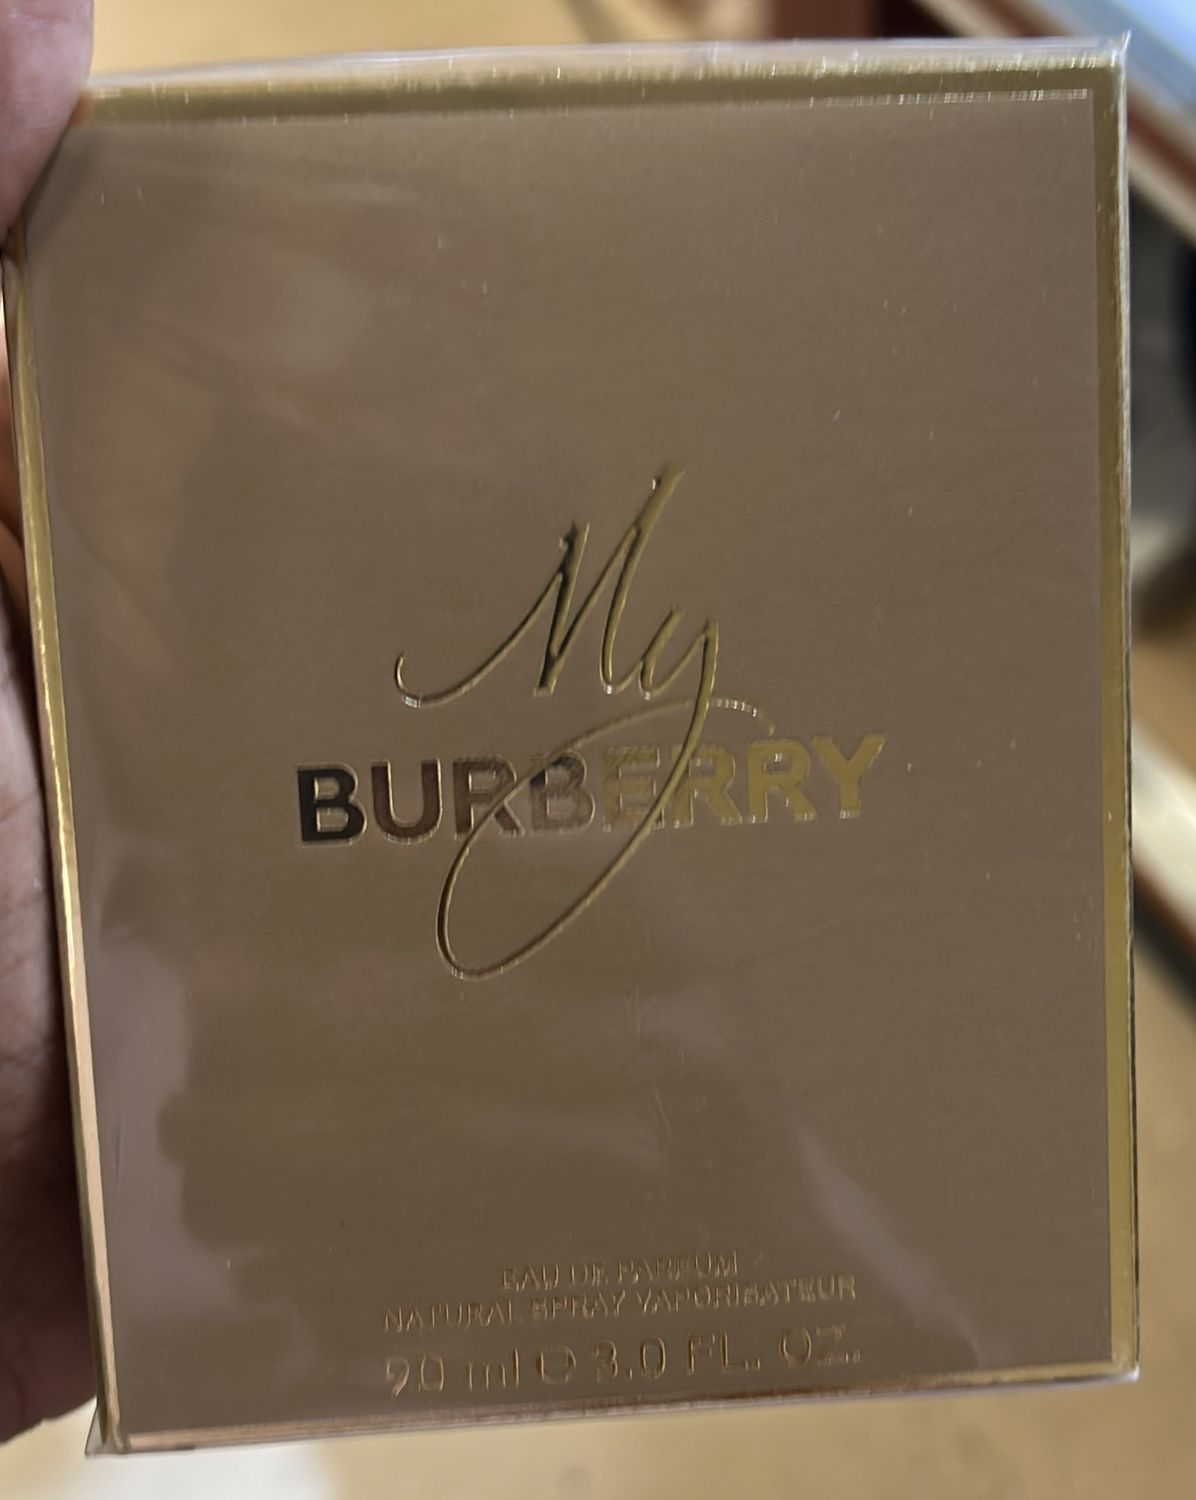 My
BURBERRY
EAU DE PARFUM
NATURAL SPRAY VAPORISATEUR
90 ml ℮ 3.0 FL. OZ.